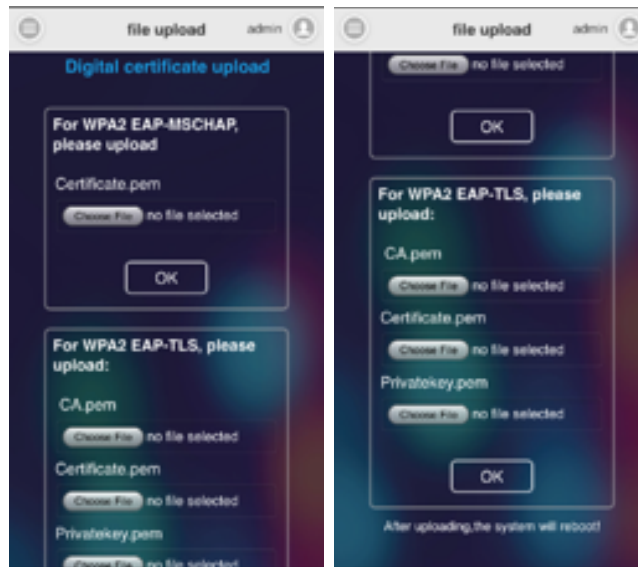 file upload admin
Digital certificate upload
For WPA2 EAP-MSCHAP,
please upload
Certificate.pem
Choose File no file selected
OK
For WPA2 EAP-TLS, please
upload:
CA.pem
Choose File no file selected
Certificate.pem
Choose File no file selected
Privatekey.pem
Choose File no file selected
file upload admin
Choose File no file selected
OK
For WPA2 EAP-TLS, please
upload:
CA.pem
Choose File no file selected
Certificate.pem
Choose File no file selected
Privatekey.pem
Choose File no file selected
OK
After uploading,the system will reboot!